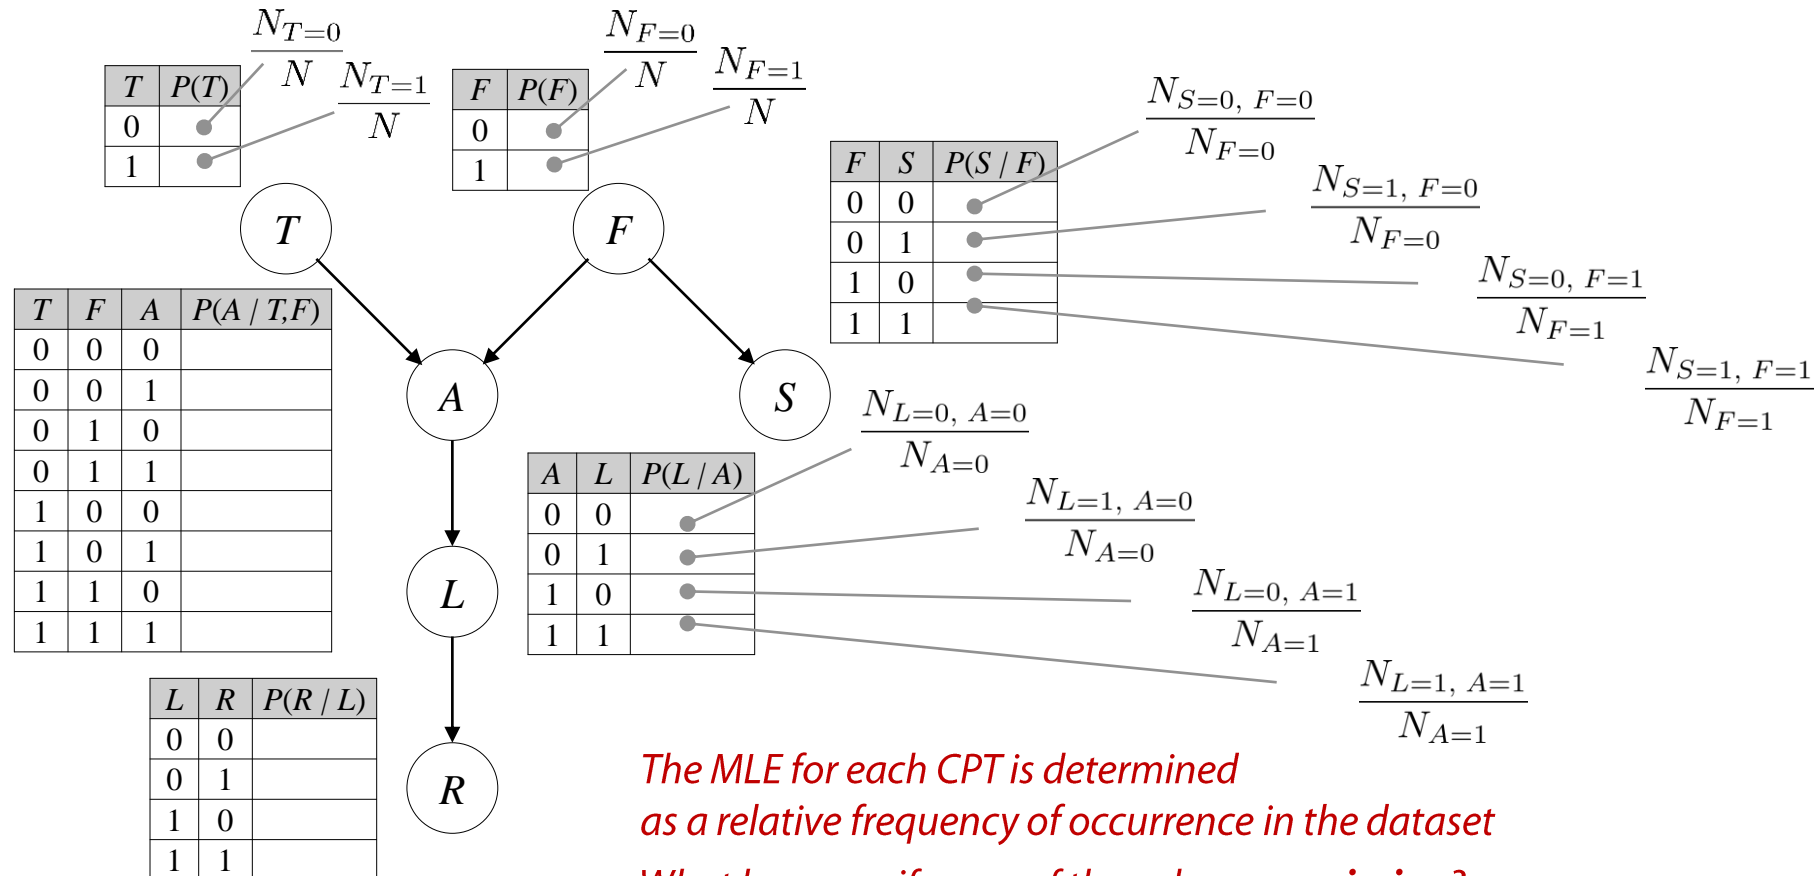 N_{T=0} / N
N_{T=1} / N
T P(T)
0
1
N_{F=0} / N
N_{F=1} / N
F P(F)
0
1
N_{S=0, F=0} / N_{F=0}
N_{S=1, F=0} / N_{F=0}
N_{S=0, F=1} / N_{F=1}
N_{S=1, F=1} / N_{F=1}
F S P(S / F)
0 0
0 1
1 0
1 1
T
F
T F A P(A / T,F)
0 0 0
0 0 1
0 1 0
0 1 1
1 0 0
1 0 1
1 1 0
1 1 1
A
S
N_{L=0, A=0} / N_{A=0}
N_{L=1, A=0} / N_{A=0}
N_{L=0, A=1} / N_{A=1}
N_{L=1, A=1} / N_{A=1}
A L P(L / A)
0 0
0 1
1 0
1 1
L
L R P(R / L)
0 0
0 1
1 0
1 1
R
The MLE for each CPT is determined
as a relative frequency of occurrence in the dataset